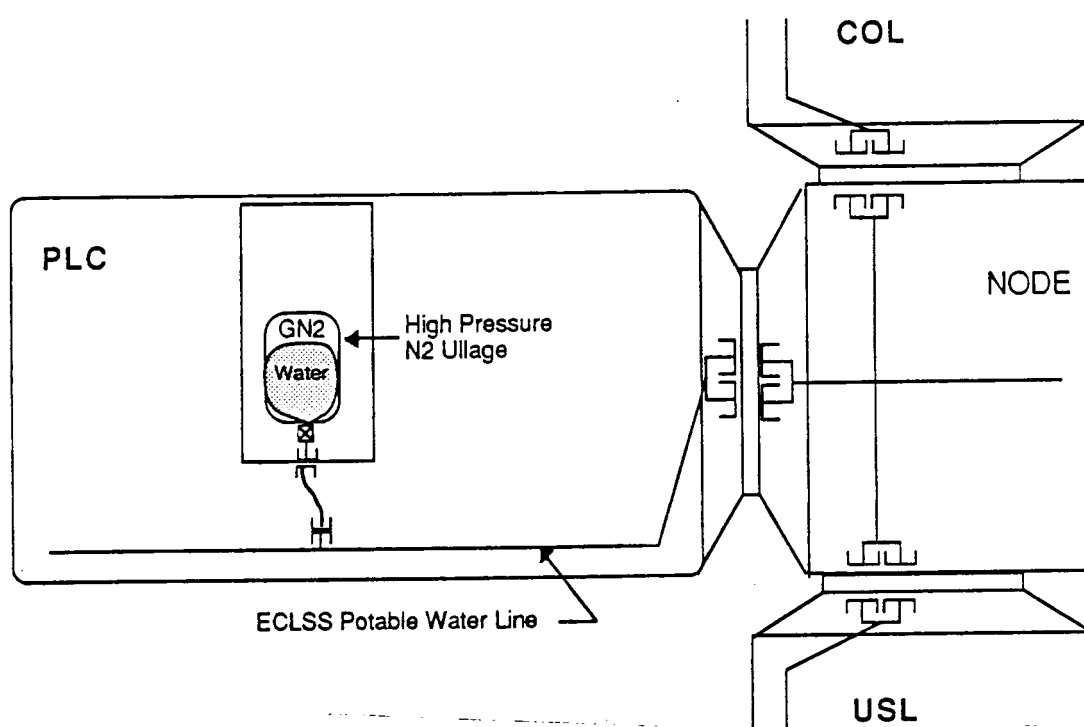 COL
PLC
NODE
GN2
High Pressure
N2 Ullage
Water
ECLSS Potable Water Line
USL